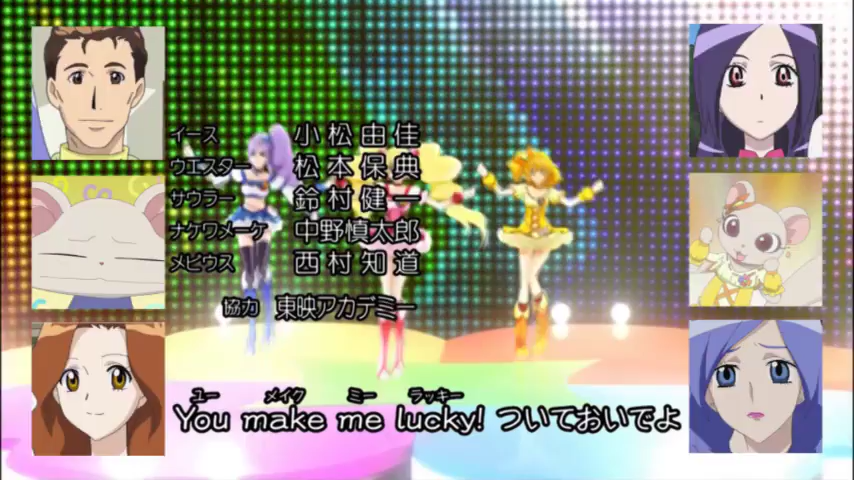 イース 小松由佳
ウエスター 松本保典
サウラー 鈴村健一
ナケワメーケ 中野慎太郎
メビウス 西村知道
協力 東映アカデミー
ユー メイク ミー ラッキー
You make me lucky! ついておいでよ